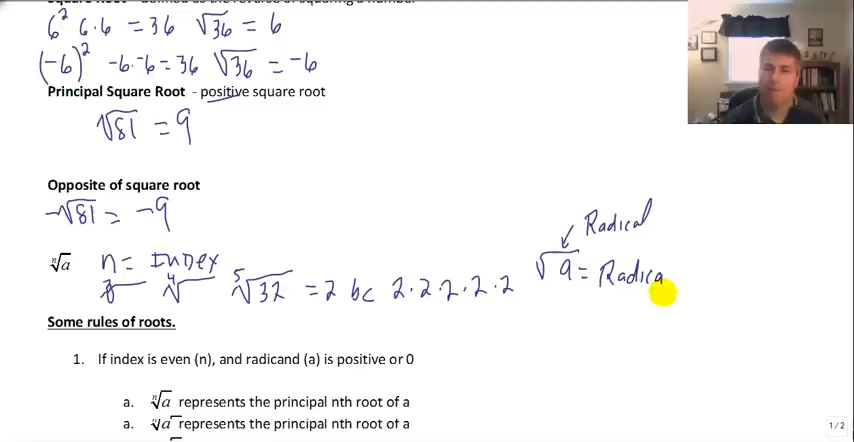 6² 6·6 = 36 √36 = 6
(-6)² -6·-6 = 36 √36 = -6
Principal Square Root - positive square root
√81 = 9
Opposite of square root
-√81 = -9
Radical
ⁿ√a n = Index
⁴√ ⁵√32 = 2 bc 2·2·2·2·2 √9 = Radica
Some rules of roots.
1. If index is even (n), and radicand (a) is positive or 0
a. ⁿ√a represents the principal nth root of a
a. ⁿ√a represents the principal nth root of a
1/2